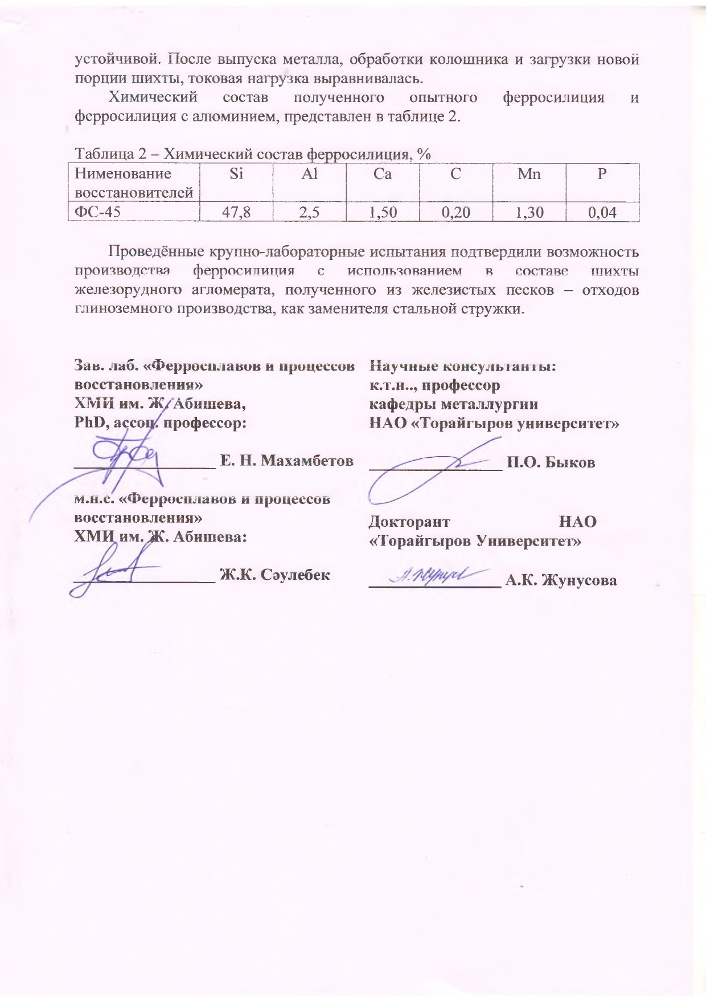 устойчивой. После выпуска металла, обработки колошника и загрузки новой
порции шихты, токовая нагрузка выравнивалась.
Химический состав полученного опытного ферросилиция и
ферросилиция с алюминием, представлен в таблице 2.
Таблица 2 – Химический состав ферросилиция, %
Нименование восстановителей Si Al Ca C Mn P
ФС-45 47,8 2,5 1,50 0,20 1,30 0,04
Проведённые крупно-лабораторные испытания подтвердили возможность
производства ферросилиция с использованием в составе шихты
железорудного агломерата, полученного из железистых песков – отходов
глиноземного производства, как заменителя стальной стружки.
Зав. лаб. «Ферросплавов и процессов
восстановления»
ХМИ им. Ж. Абишева,
PhD, ассоц. профессор:
Е. Н. Махамбетов
м.н.с. «Ферросплавов и процессов
восстановления»
ХМИ им. Ж. Абишева:
Ж.К. Сәулебек
Научные консультанты:
к.т.н.., профессор
кафедры металлургии
НАО «Торайгыров университет»
П.О. Быков
Докторант НАО
«Торайгыров Университет»
А.К. Жунусова